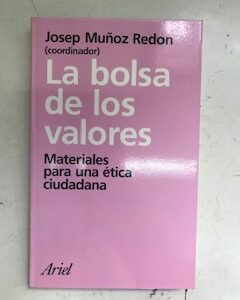 Josep Muñoz Redon
(coordinador)
La bolsa
de los
valores
Materiales
para una ética
ciudadana
Ariel